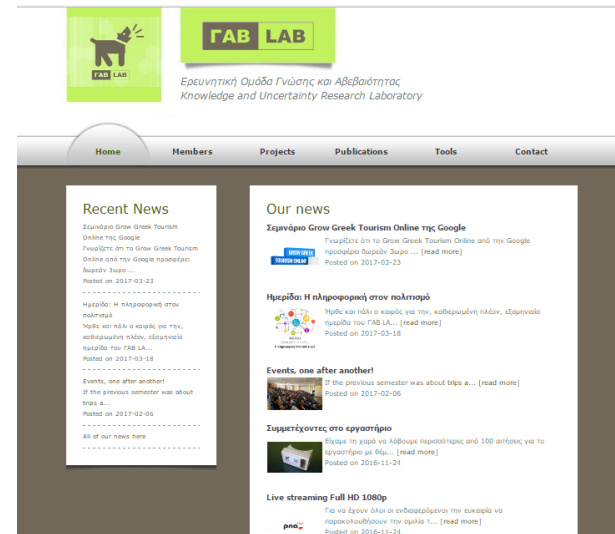 ΓΑΒ LAB
ΓΑΒ LAB
Ερευνητική Ομάδα Γνώσης και Αβεβαιότητας
Knowledge and Uncertainty Research Laboratory
Home Members Projects Publications Tools Contact
Recent News
Σεμινάριο Grow Greek Tourism
Online της Google
Γνωρίζετε ότι το Grow Greek Tourism
Online από την Google προσφέρει
δωρεάν 3ωρο ...
Posted on 2017-03-23
Ημερίδα: Η πληροφορική στον
πολιτισμό
Ήρθε και πάλι ο καιρός για την,
καθιερωμένη πλέον, εξαμηνιαία
ημερίδα του ΓΑΒ LA...
Posted on 2017-03-18
Events, one after another!
If the previous semester was about
trips a...
Posted on 2017-02-06
All of our news here
Our news
Σεμινάριο Grow Greek Tourism Online της Google
GROW GREEK
TOURISM ONLINE
Γνωρίζετε ότι το Grow Greek Tourism Online από την Google
προσφέρει δωρεάν 3ωρο ... [read more]
Posted on 2017-03-23
Ημερίδα: Η πληροφορική στον πολιτισμό
Ήρθε και πάλι ο καιρός για την, καθιερωμένη πλέον, εξαμηνιαία
ημερίδα του ΓΑΒ LA... [read more]
Posted on 2017-03-18
Events, one after another!
If the previous semester was about trips a... [read more]
Posted on 2017-02-06
Συμμετέχοντες στο εργαστήριο
Είχαμε τη χαρά να λάβουμε περισσότερες από 100 αιτήσεις για το
εργαστήριο με θέμ... [read more]
Posted on 2016-11-24
Live streaming Full HD 1080p
Για να έχουν όλοι οι ενδιαφερόμενοι την ευκαιρία να
παρακολουθήσουν την ομιλία τ... [read more]
Posted on 2016-11-24